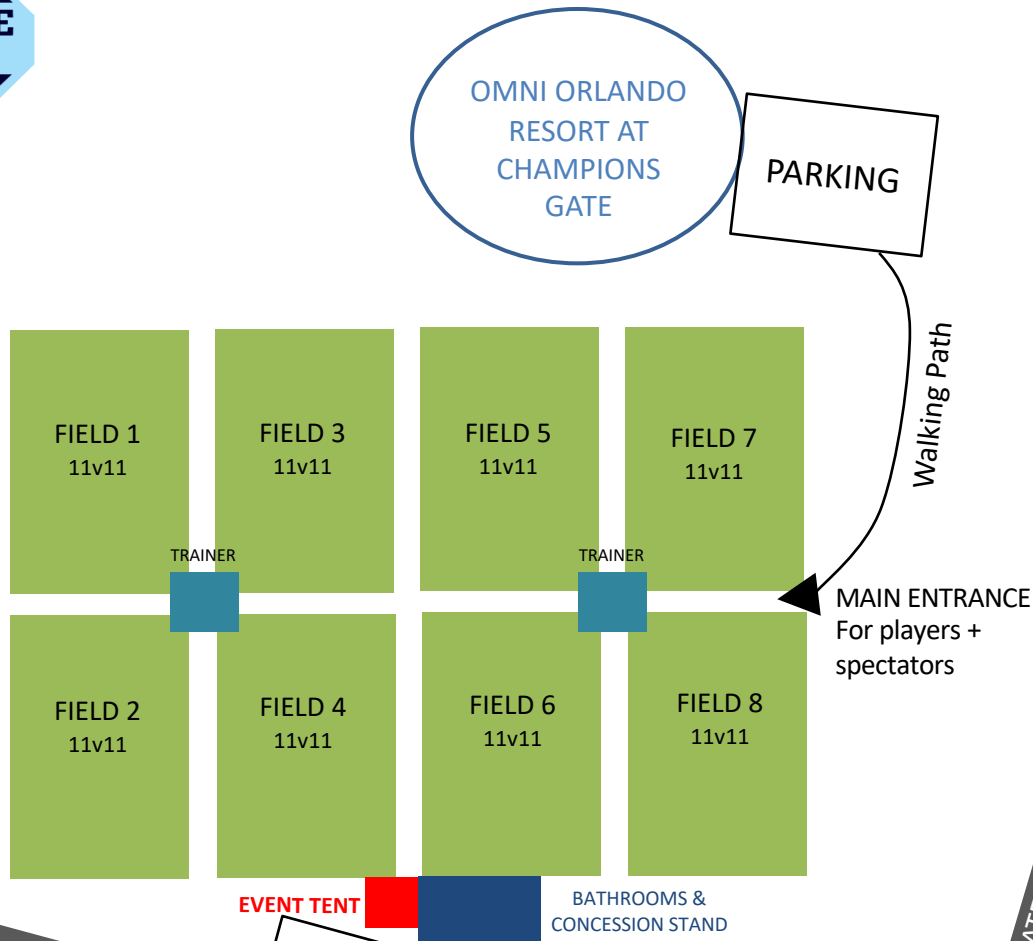 OMNI ORLANDO
RESORT AT
CHAMPIONS
GATE
PARKING
Walking Path
FIELD 1
11v11
FIELD 3
11v11
FIELD 5
11v11
FIELD 7
11v11
TRAINER
TRAINER
MAIN ENTRANCE
For players +
spectators
FIELD 2
11v11
FIELD 4
11v11
FIELD 6
11v11
FIELD 8
11v11
EVENT TENT
BATHROOMS &
CONCESSION STAND